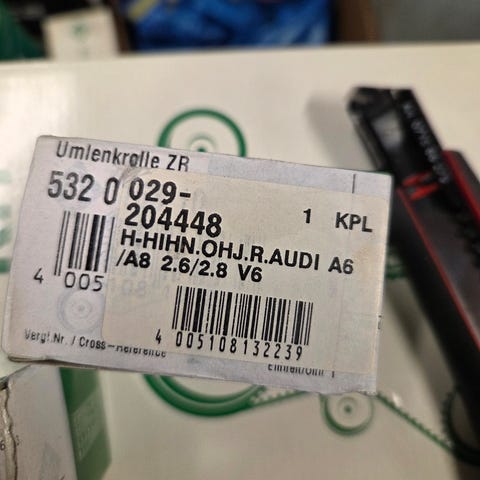 Umlenkrolle ZR
532 0
029-
204448
1 KPL
H-HIHN.OHJ.R.AUDI A6
/A8 2.6/2.8 V6
4 005
4 005108132239
Vergl.Nr. / Cross-Reference